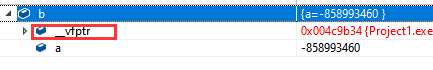 b {a=-858993460 }
__vfptr 0x004c9b34 {Project1.exe
a -858993460